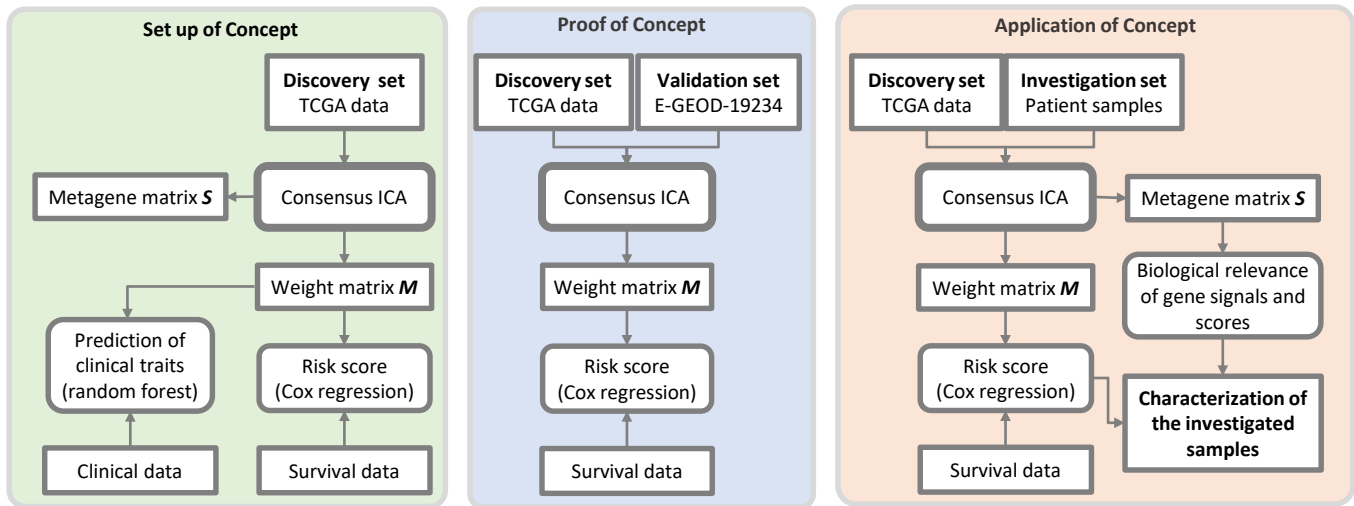 Set up of Concept
Discovery set
TCGA data
Consensus ICA
Metagene matrix S
Weight matrix M
Prediction of
clinical traits
(random forest)
Risk score
(Cox regression)
Clinical data
Survival data
Proof of Concept
Discovery set
TCGA data
Validation set
E-GEOD-19234
Consensus ICA
Weight matrix M
Risk score
(Cox regression)
Survival data
Application of Concept
Discovery set
TCGA data
Investigation set
Patient samples
Consensus ICA
Metagene matrix S
Weight matrix M
Biological relevance
of gene signals and
scores
Risk score
(Cox regression)
Characterization of
the investigated
samples
Survival data